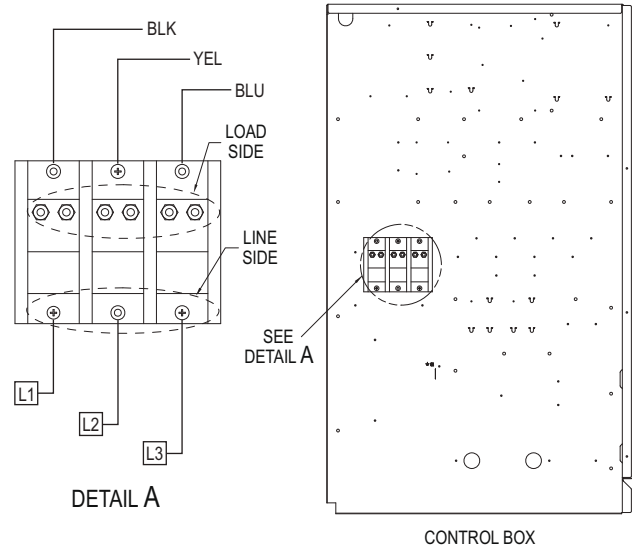 BLK
YEL
BLU
LOAD
SIDE
LINE
SIDE
SEE
DETAIL A
L1
L2
L3
DETAIL A
CONTROL BOX